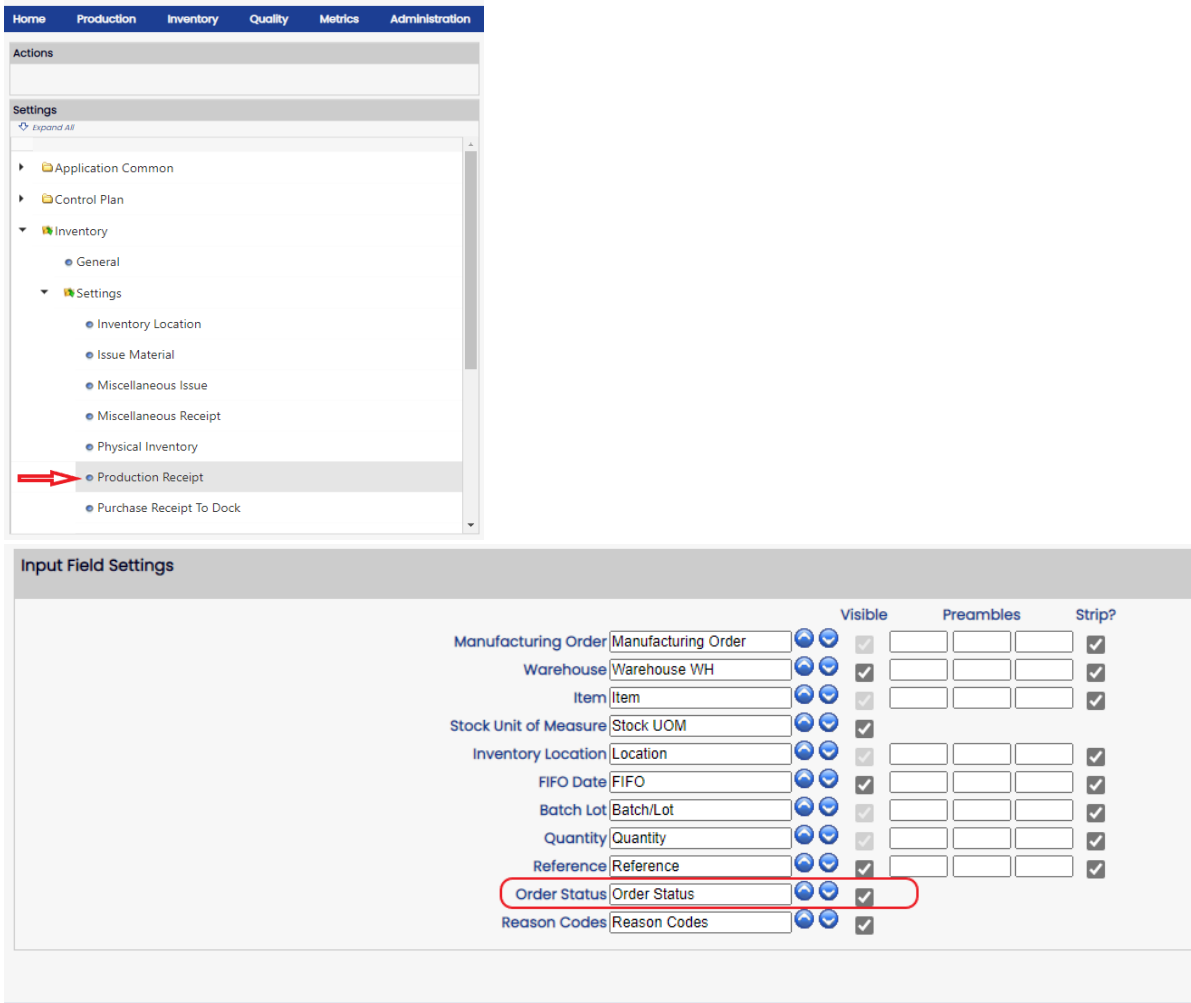 Home Production Inventory Quality Metrics Administration
Actions
Settings
Expand All
Application Common
Control Plan
Inventory
General
Settings
Inventory Location
Issue Material
Miscellaneous Issue
Miscellaneous Receipt
Physical Inventory
Production Receipt
Purchase Receipt To Dock
Input Field Settings
Visible Preambles Strip?
Manufacturing Order Manufacturing Order
Warehouse Warehouse WH
Item Item
Stock Unit of Measure Stock UOM
Inventory Location Location
FIFO Date FIFO
Batch Lot Batch/Lot
Quantity Quantity
Reference Reference
Order Status Order Status
Reason Codes Reason Codes